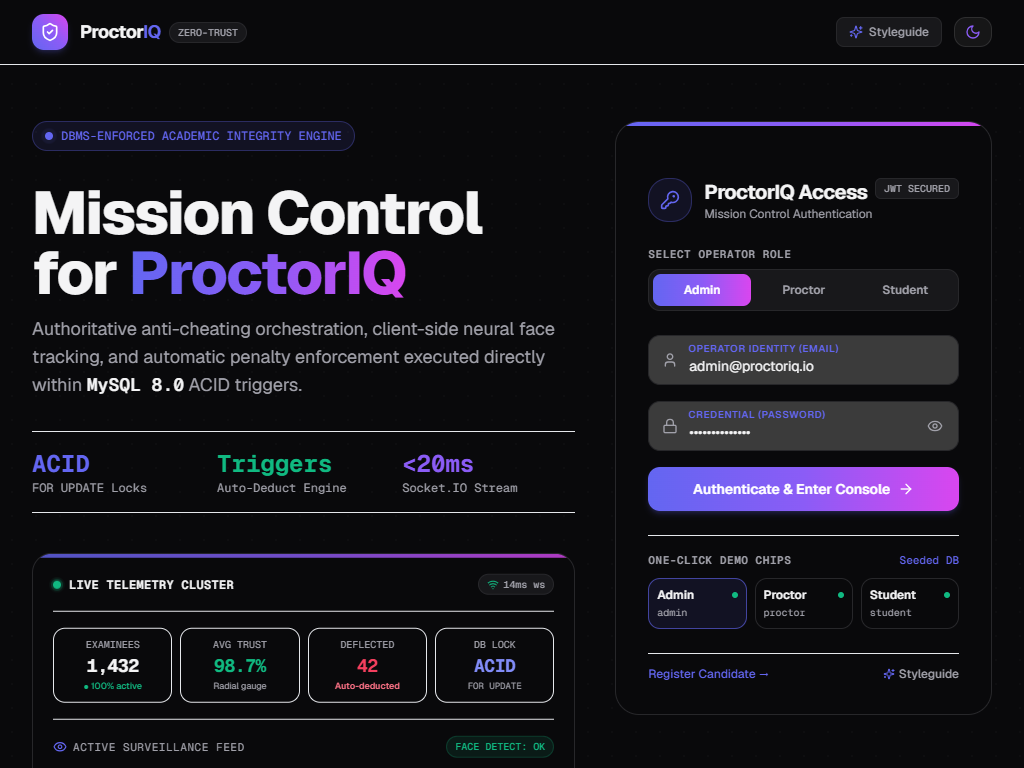 ProctorIQ ZERO-TRUST Styleguide
DBMS-ENFORCED ACADEMIC INTEGRITY ENGINE
Mission Control
for ProctorIQ
Authoritative anti-cheating orchestration, client-side neural face
tracking, and automatic penalty enforcement executed directly
within MySQL 8.0 ACID triggers.
ACID Triggers <20ms
FOR UPDATE Locks Auto-Deduct Engine Socket.IO Stream
LIVE TELEMETRY CLUSTER 14ms ws
EXAMINEES AVG TRUST DEFLECTED DB LOCK
1,432 98.7% 42 ACID
● 100% active Radial gauge Auto-deducted FOR UPDATE
ACTIVE SURVEILLANCE FEED FACE DETECT: OK
ProctorIQ Access JWT SECURED
Mission Control Authentication
SELECT OPERATOR ROLE
Admin Proctor Student
OPERATOR IDENTITY (EMAIL)
admin@proctoriq.io
CREDENTIAL (PASSWORD)
••••••••••••••
Authenticate & Enter Console →
ONE-CLICK DEMO CHIPS Seeded DB
Admin Proctor Student
admin proctor student
Register Candidate → Styleguide